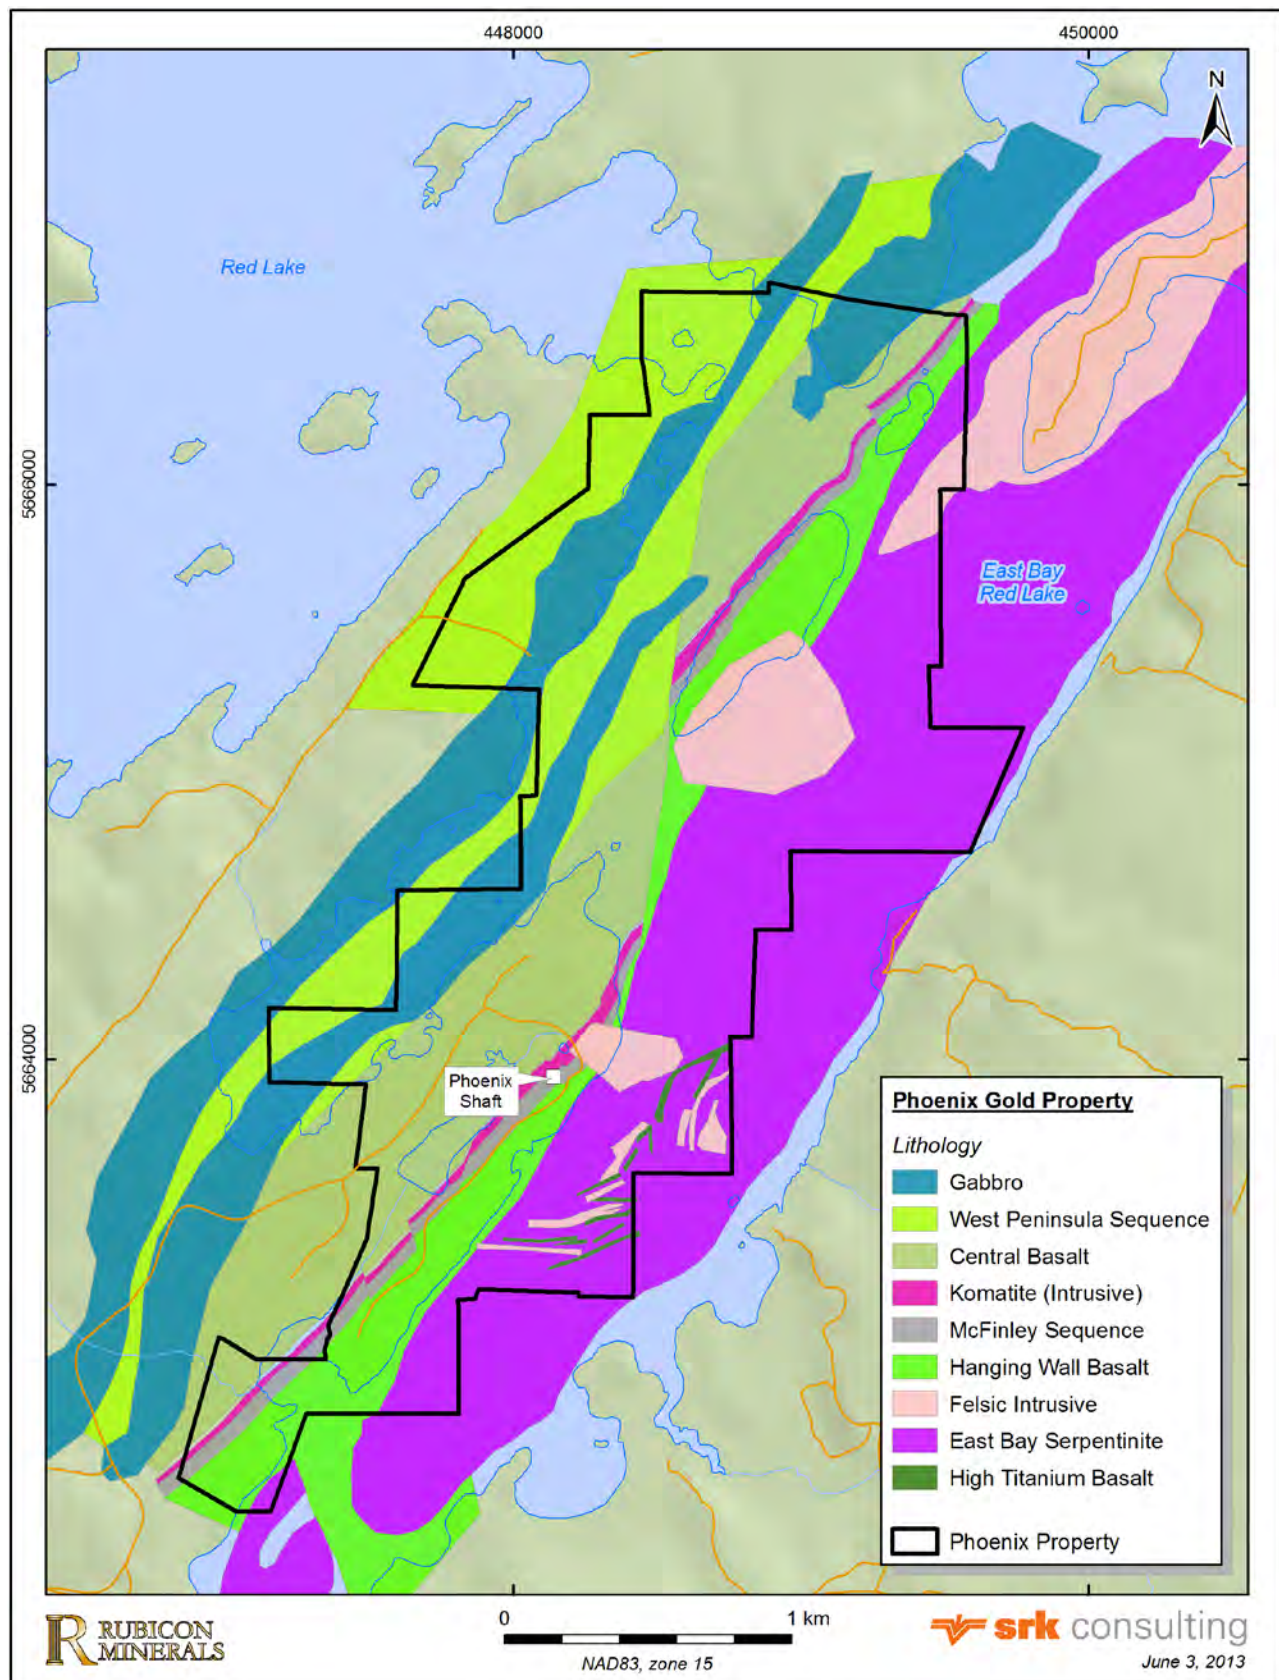 448000
450000
N
Red Lake
5666000
East Bay
Red Lake
5664000
Phoenix
Shaft
Phoenix Gold Property
Lithology
Gabbro
West Peninsula Sequence
Central Basalt
Komatite (Intrusive)
McFinley Sequence
Hanging Wall Basalt
Felsic Intrusive
East Bay Serpentinite
High Titanium Basalt
Phoenix Property
RUBICON
MINERALS
0
1 km
NAD83, zone 15
srk consulting
June 3, 2013